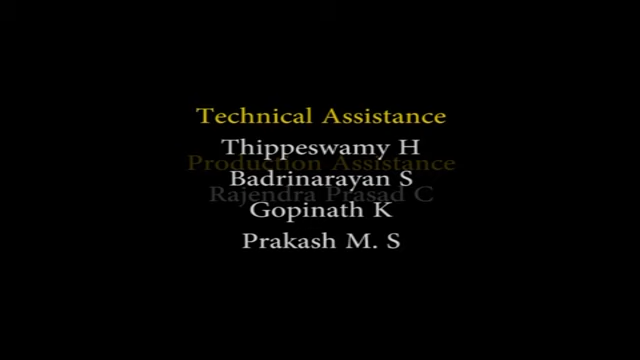 Technical Assistance
Thippeswamy H
Production Assistance
Badrinarayan S
Rajendra Prasad C
Gopinath K
Prakash M. S